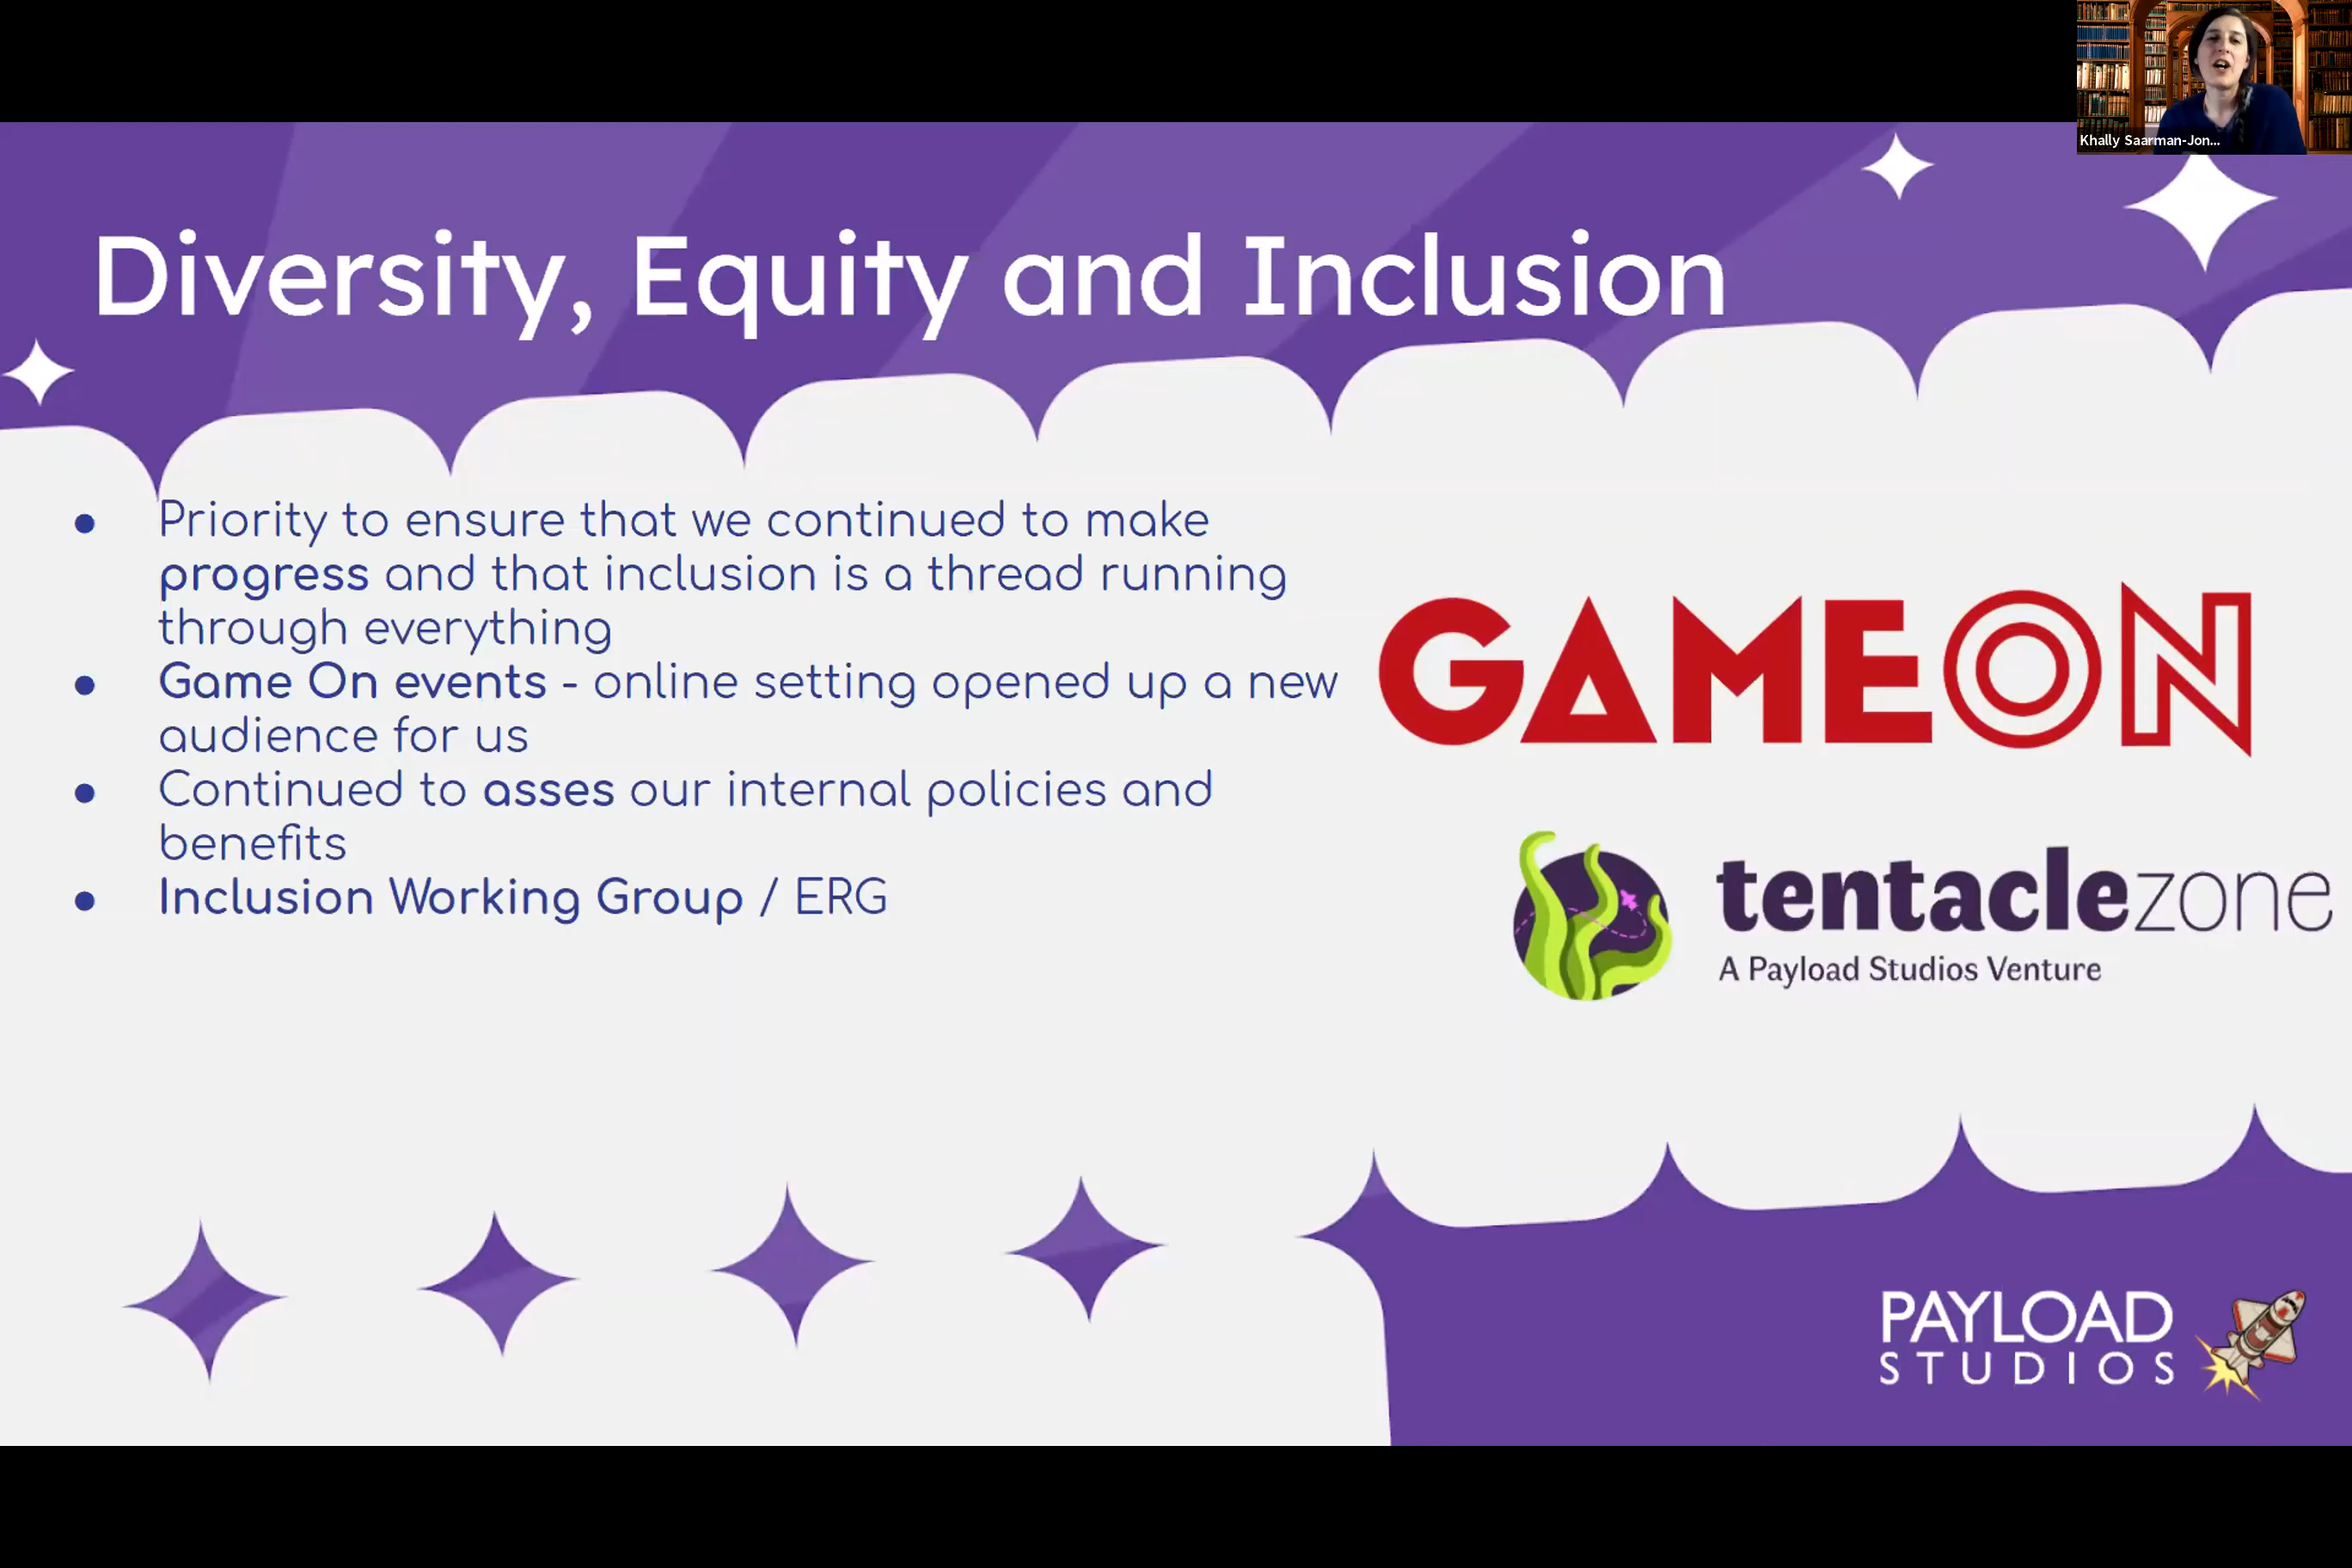 Khally Saarman-Jon...
Diversity, Equity and Inclusion
● Priority to ensure that we continued to make
progress and that inclusion is a thread running
through everything
● Game On events - online setting opened up a new
audience for us
● Continued to asses our internal policies and
benefits
● Inclusion Working Group / ERG
GAMEON
tentaclezone
A Payload Studios Venture
PAYLOAD
STUDIOS